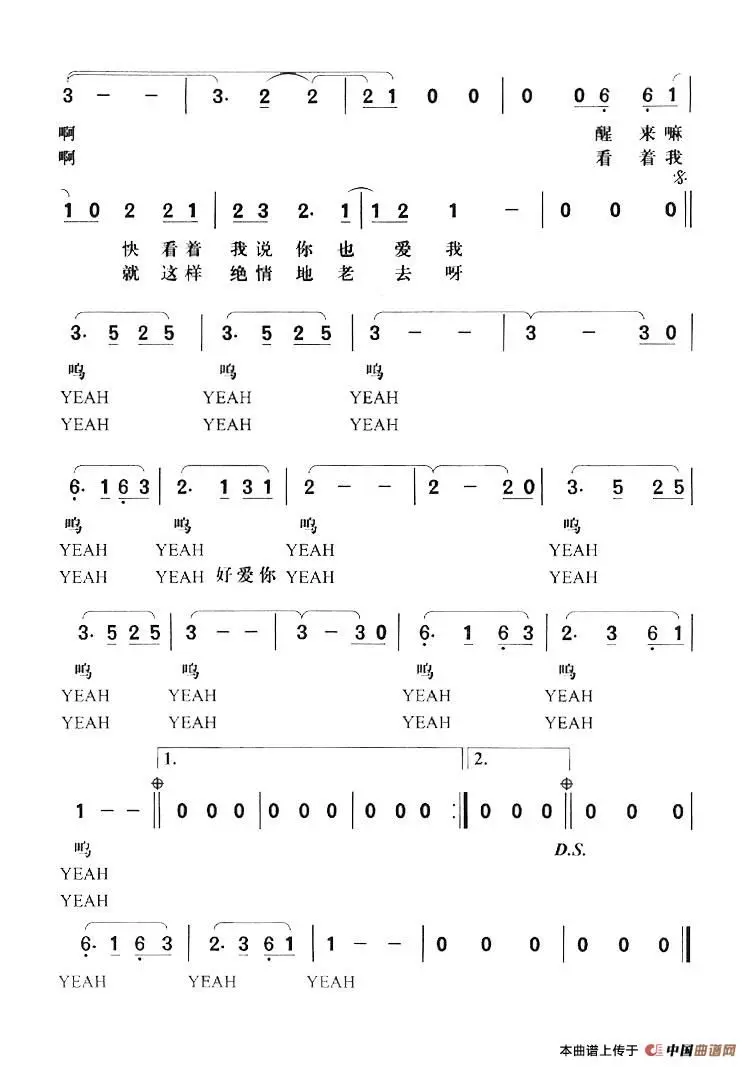 3 - - | 3. 2 2 | 2 1 0 0 | 0 0 6 6 1 |
啊 醒 来 嘛
啊 看 着 我
1 0 2 2 2 1 | 2 3 2. 1 | 1 2 1 - | 0 0 0 ||
快 看 着 我 说 你 也 爱 我
就 这 样 绝 情 地 老 去 呀
3. 5 2 5 | 3. 5 2 5 | 3 - - | 3 - 3 0 |
呜 呜 呜
YEAH YEAH YEAH
YEAH YEAH YEAH
6. 1 6 3 | 2. 1 3 1 | 2 - - | 2 - 2 0 | 3. 5 2 5 |
呜 呜 呜 呜
YEAH YEAH YEAH YEAH
YEAH YEAH 好 爱 你 YEAH YEAH
3. 5 2 5 | 3 - - | 3 - 3 0 | 6. 1 6 3 | 2. 3 6 1 |
呜 呜 呜 呜
YEAH YEAH YEAH YEAH
YEAH YEAH YEAH YEAH
1. 2.
1 - - || 0 0 0 | 0 0 0 | 0 0 0 :|| 0 0 0 || 0 0 0 |
呜 D.S.
YEAH
YEAH
6. 1 6 3 | 2. 3 6 1 | 1 - - | 0 0 0 | 0 0 0 ||
YEAH YEAH YEAH
本曲谱上传于 中国曲谱网